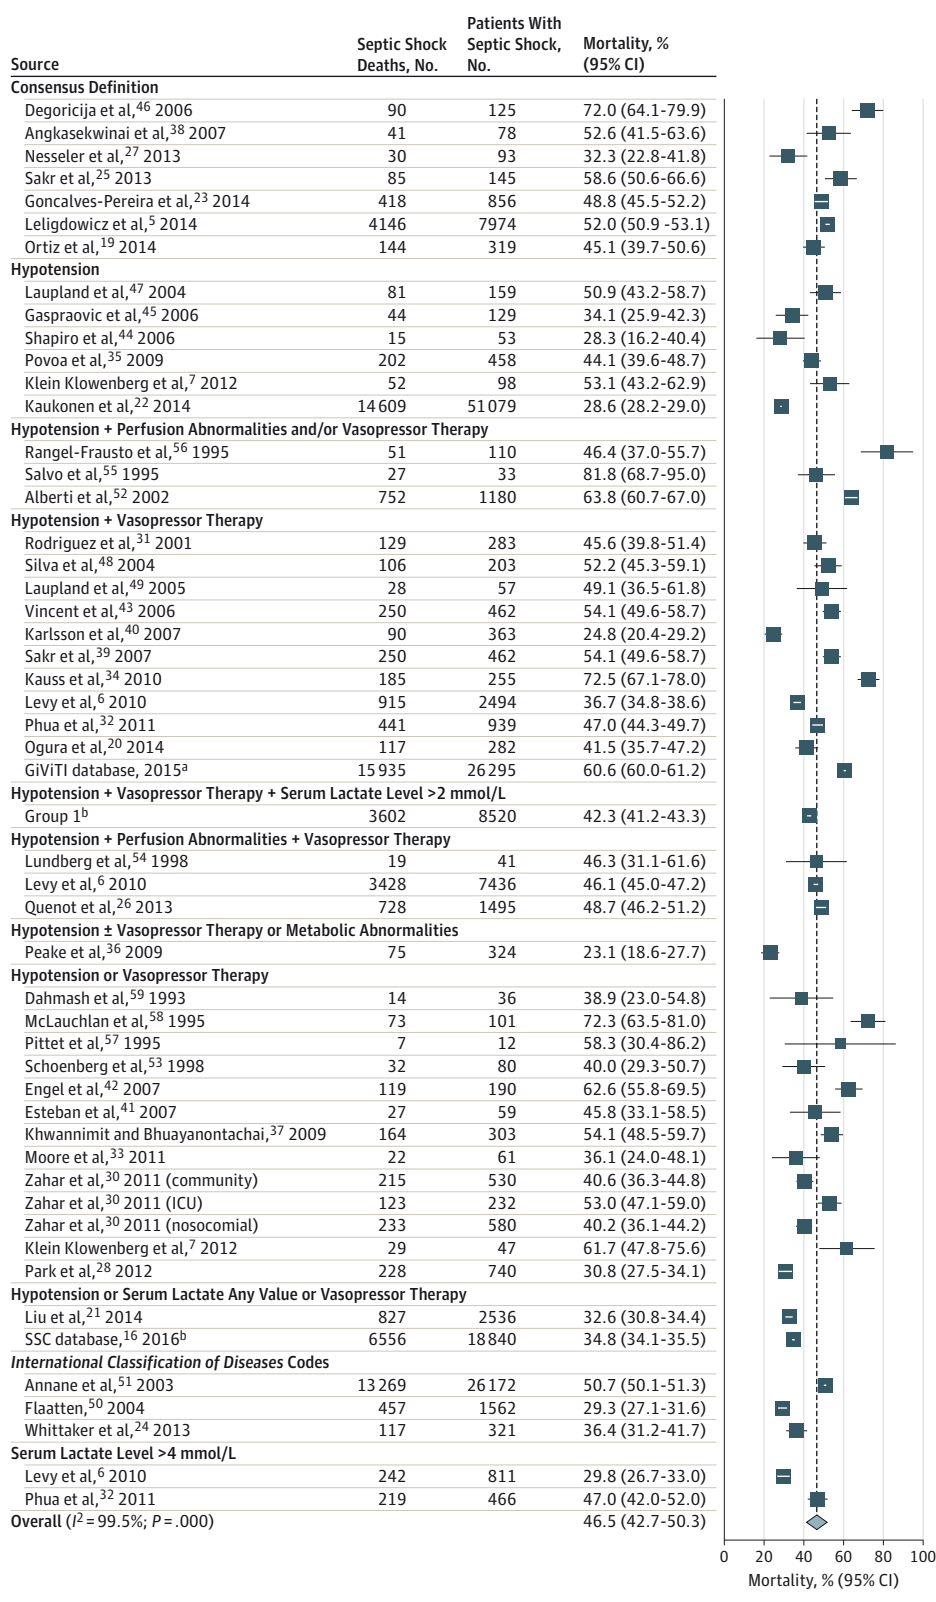 Source Septic Shock Deaths, No. Patients With Septic Shock, No. Mortality, % (95% CI)
Consensus Definition
Degoricija et al,46 2006 90 125 72.0 (64.1-79.9)
Angkasekwinai et al,38 2007 41 78 52.6 (41.5-63.6)
Nesseler et al,27 2013 30 93 32.3 (22.8-41.8)
Sakr et al,25 2013 85 145 58.6 (50.6-66.6)
Goncalves-Pereira et al,23 2014 418 856 48.8 (45.5-52.2)
Leligdowicz et al,5 2014 4146 7974 52.0 (50.9 -53.1)
Ortiz et al,19 2014 144 319 45.1 (39.7-50.6)
Hypotension
Laupland et al,47 2004 81 159 50.9 (43.2-58.7)
Gaspraovic et al,45 2006 44 129 34.1 (25.9-42.3)
Shapiro et al,44 2006 15 53 28.3 (16.2-40.4)
Povoa et al,35 2009 202 458 44.1 (39.6-48.7)
Klein Klowenberg et al,7 2012 52 98 53.1 (43.2-62.9)
Kaukonen et al,22 2014 14 609 51 079 28.6 (28.2-29.0)
Hypotension + Perfusion Abnormalities and/or Vasopressor Therapy
Rangel-Frausto et al,56 1995 51 110 46.4 (37.0-55.7)
Salvo et al,55 1995 27 33 81.8 (68.7-95.0)
Alberti et al,52 2002 752 1180 63.8 (60.7-67.0)
Hypotension + Vasopressor Therapy
Rodriguez et al,31 2001 129 283 45.6 (39.8-51.4)
Silva et al,48 2004 106 203 52.2 (45.3-59.1)
Laupland et al,49 2005 28 57 49.1 (36.5-61.8)
Vincent et al,43 2006 250 462 54.1 (49.6-58.7)
Karlsson et al,40 2007 90 363 24.8 (20.4-29.2)
Sakr et al,39 2007 250 462 54.1 (49.6-58.7)
Kauss et al,34 2010 185 255 72.5 (67.1-78.0)
Levy et al,6 2010 915 2494 36.7 (34.8-38.6)
Phua et al,32 2011 441 939 47.0 (44.3-49.7)
Ogura et al,20 2014 117 282 41.5 (35.7-47.2)
GiViTI database, 2015a 15 935 26 295 60.6 (60.0-61.2)
Hypotension + Vasopressor Therapy + Serum Lactate Level >2 mmol/L
Group 1b 3602 8520 42.3 (41.2-43.3)
Hypotension + Perfusion Abnormalities + Vasopressor Therapy
Lundberg et al,54 1998 19 41 46.3 (31.1-61.6)
Levy et al,6 2010 3428 7436 46.1 (45.0-47.2)
Quenot et al,26 2013 728 1495 48.7 (46.2-51.2)
Hypotension ± Vasopressor Therapy or Metabolic Abnormalities
Peake et al,36 2009 75 324 23.1 (18.6-27.7)
Hypotension or Vasopressor Therapy
Dahmash et al,59 1993 14 36 38.9 (23.0-54.8)
McLauchlan et al,58 1995 73 101 72.3 (63.5-81.0)
Pittet et al,57 1995 7 12 58.3 (30.4-86.2)
Schoenberg et al,53 1998 32 80 40.0 (29.3-50.7)
Engel et al,42 2007 119 190 62.6 (55.8-69.5)
Esteban et al,41 2007 27 59 45.8 (33.1-58.5)
Khwannimit and Bhuayanontachai,37 2009 164 303 54.1 (48.5-59.7)
Moore et al,33 2011 22 61 36.1 (24.0-48.1)
Zahar et al,30 2011 (community) 215 530 40.6 (36.3-44.8)
Zahar et al,30 2011 (ICU) 123 232 53.0 (47.1-59.0)
Zahar et al,30 2011 (nosocomial) 233 580 40.2 (36.1-44.2)
Klein Klowenberg et al,7 2012 29 47 61.7 (47.8-75.6)
Park et al,28 2012 228 740 30.8 (27.5-34.1)
Hypotension or Serum Lactate Any Value or Vasopressor Therapy
Liu et al,21 2014 827 2536 32.6 (30.8-34.4)
SSC database,16 2016b 6556 18 840 34.8 (34.1-35.5)
International Classification of Diseases Codes
Annane et al,51 2003 13 269 26 172 50.7 (50.1-51.3)
Flaatten,50 2004 457 1562 29.3 (27.1-31.6)
Whittaker et al,24 2013 117 321 36.4 (31.2-41.7)
Serum Lactate Level >4 mmol/L
Levy et al,6 2010 242 811 29.8 (26.7-33.0)
Phua et al,32 2011 219 466 47.0 (42.0-52.0)
Overall (I2 = 99.5%; P = .000) 46.5 (42.7-50.3)
0 20 40 60 80 100
Mortality, % (95% CI)